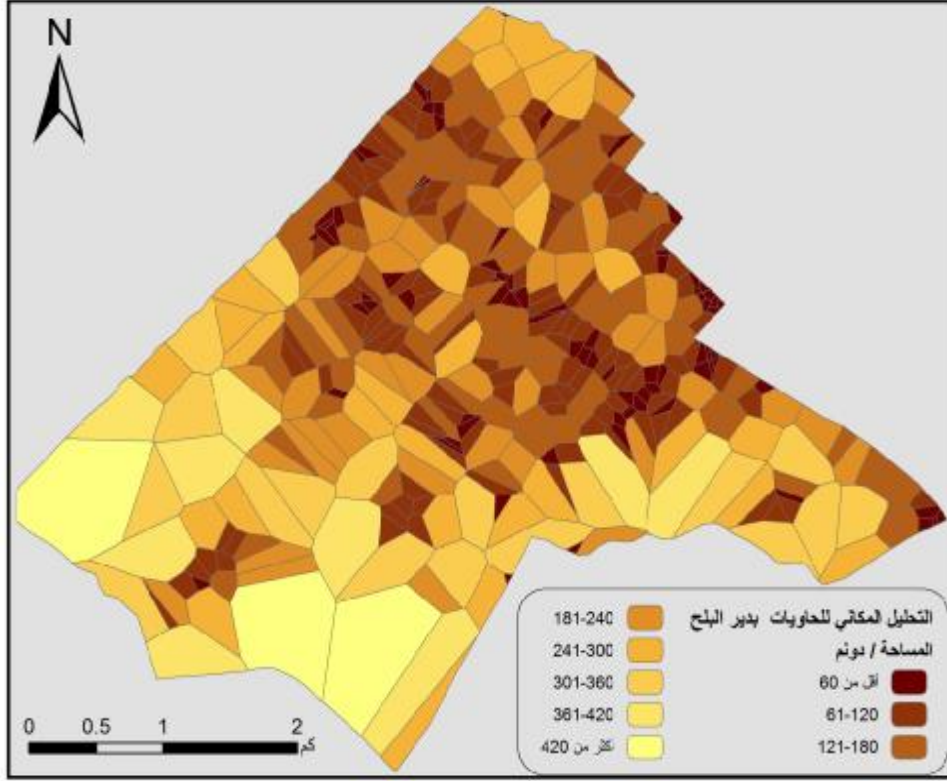 N
التحليل المكاني للحاويات بدير البلح
المساحة / دونم
أقل من 60
61-120
121-180
181-240
241-300
301-360
361-420
أكثر من 420
0 0.5 1 2
كم